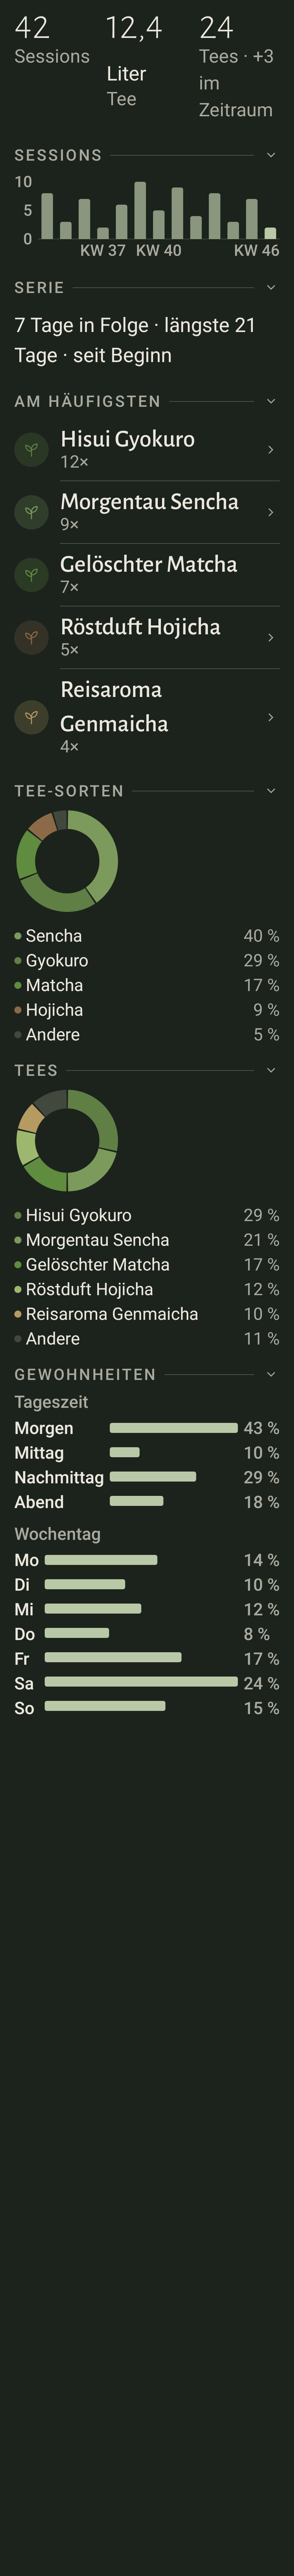 42
Sessions
12,4
Liter
Tee
24
Tees · +3
im
Zeitraum
SESSIONS
10
5
0
KW 37 KW 40 KW 46
SERIE
7 Tage in Folge · längste 21
Tage · seit Beginn
AM HÄUFIGSTEN
Hisui Gyokuro
12×
Morgentau Sencha
9×
Gelöschter Matcha
7×
Röstduft Hojicha
5×
Reisaroma
Genmaicha
4×
TEE-SORTEN
Sencha 40 %
Gyokuro 29 %
Matcha 17 %
Hojicha 9 %
Andere 5 %
TEES
Hisui Gyokuro 29 %
Morgentau Sencha 21 %
Gelöschter Matcha 17 %
Röstduft Hojicha 12 %
Reisaroma Genmaicha 10 %
Andere 11 %
GEWOHNHEITEN
Tageszeit
Morgen 43 %
Mittag 10 %
Nachmittag 29 %
Abend 18 %
Wochentag
Mo 14 %
Di 10 %
Mi 12 %
Do 8 %
Fr 17 %
Sa 24 %
So 15 %